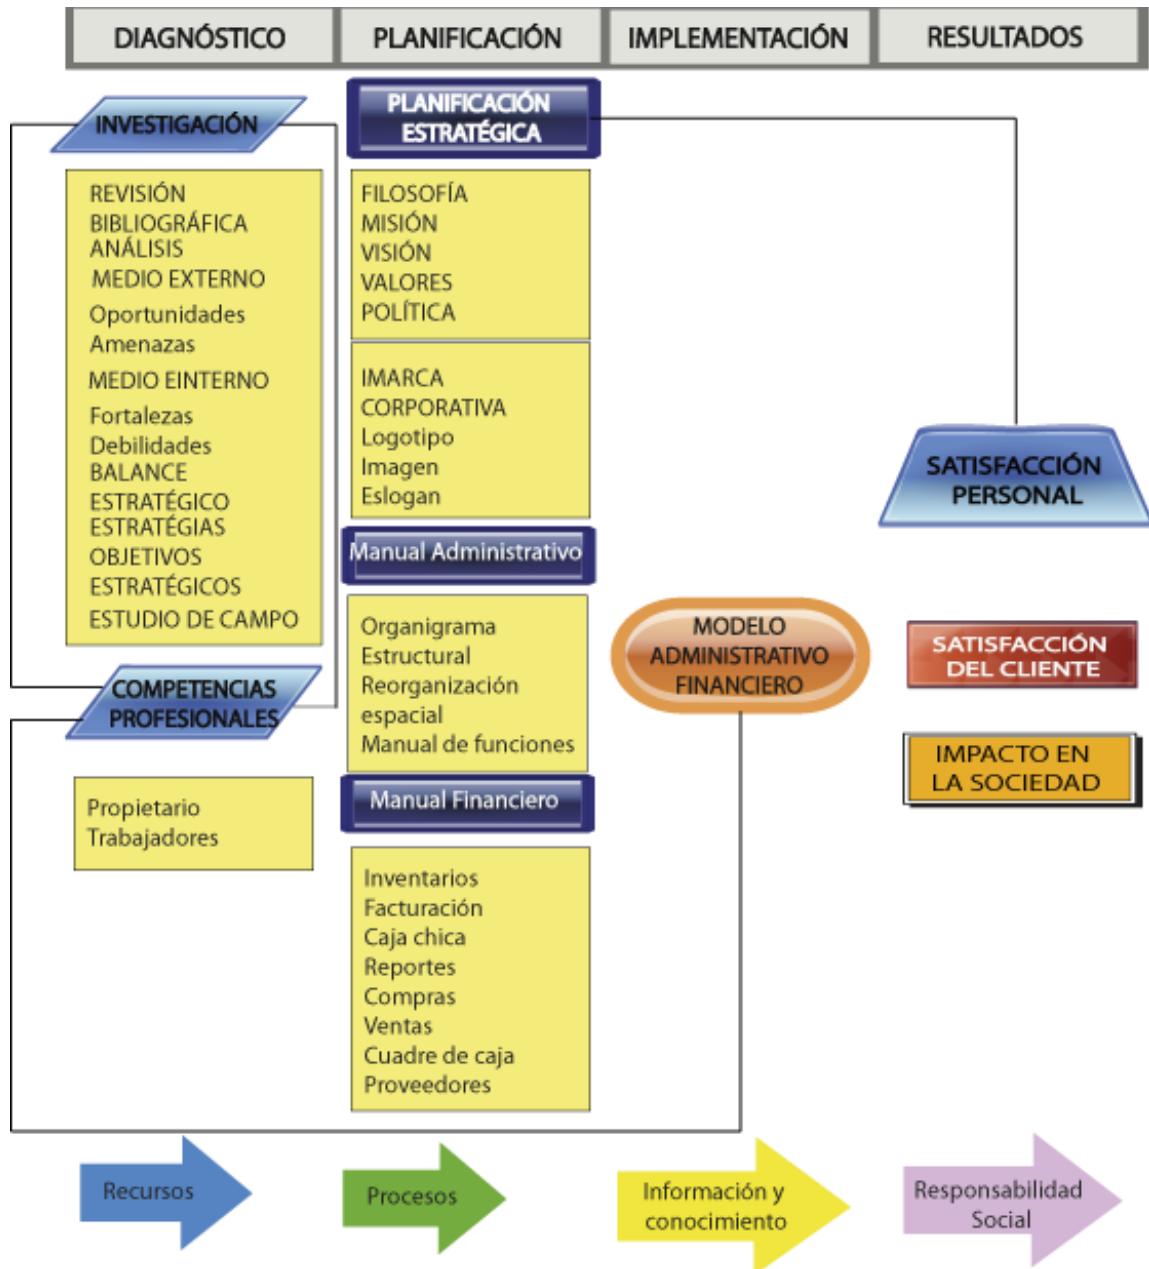 DIAGNÓSTICO
PLANIFICACIÓN
IMPLEMENTACIÓN
RESULTADOS
INVESTIGACIÓN
REVISIÓN
BIBLIOGRÁFICA
ANÁLISIS
MEDIO EXTERNO
Oportunidades
Amenazas
MEDIO EINTERNO
Fortalezas
Debilidades
BALANCE
ESTRATÉGICO
ESTRATÉGIAS
OBJETIVOS
ESTRATÉGICOS
ESTUDIO DE CAMPO
COMPETENCIAS
PROFESIONALES
Propietario
Trabajadores
PLANIFICACIÓN
ESTRATÉGICA
FILOSOFÍA
MISIÓN
VISIÓN
VALORES
POLÍTICA
IMARCA
CORPORATIVA
Logotipo
Imagen
Eslogan
Manual Administrativo
Organigrama
Estructural
Reorganización
espacial
Manual de funciones
Manual Financiero
Inventarios
Facturación
Caja chica
Reportes
Compras
Ventas
Cuadre de caja
Proveedores
MODELO
ADMINISTRATIVO
FINANCIERO
SATISFACCIÓN
PERSONAL
SATISFACCIÓN
DEL CLIENTE
IMPACTO EN
LA SOCIEDAD
Recursos
Procesos
Información y
conocimiento
Responsabilidad
Social